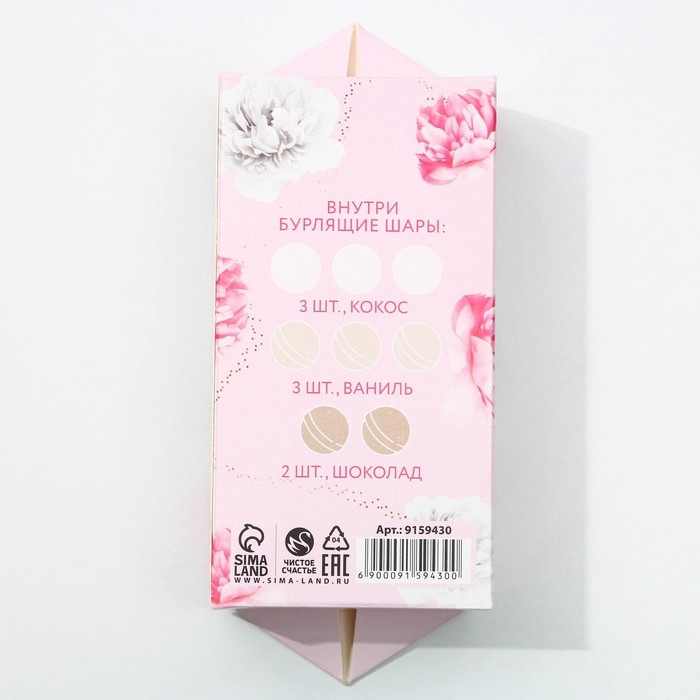 ВНУТРИ
БУРЛЯЩИЕ ШАРЫ:
3 ШТ., КОКОС
3 ШТ., ВАНИЛЬ
2 ШТ., ШОКОЛАД
SIMA
LAND
ЧИСТОЕ
СЧАСТЬЕ
04
EAC
WWW.SIMA-LAND.RU
Арт.: 9159430
6 900091 594300